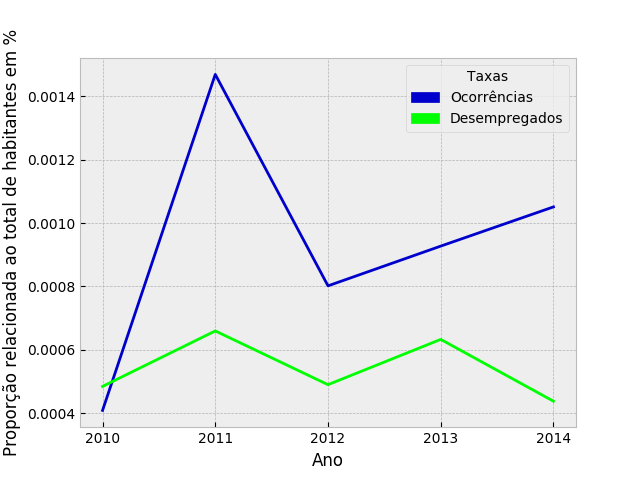 Proporção relacionada ao total de habitantes em %
0.0014
0.0012
0.0010
0.0008
0.0006
0.0004
Taxas
Ocorrências
Desempregados
2010
2011
2012
2013
2014
Ano